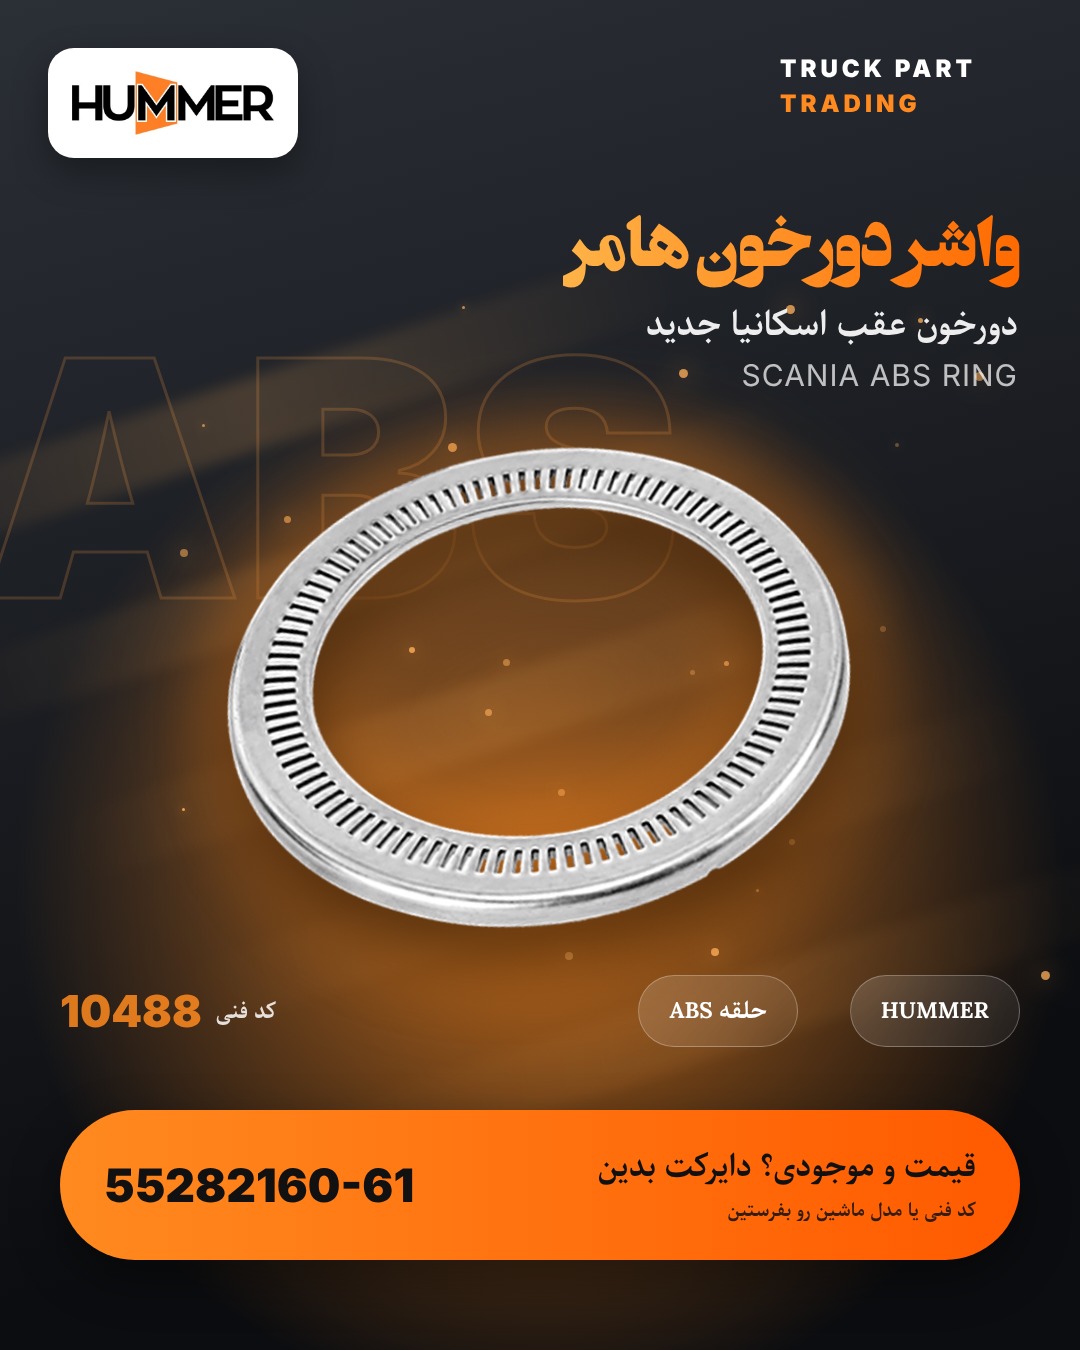 HUMMER
TRUCK PART
TRADING
واشر دورخون هامر
دورخون عقب اسکانیا جدید
SCANIA ABS RING
ABS
HUMMER
حلقه ABS
کد فنی 10488
قیمت و موجودی؟ دایرکت بدین
کد فنی یا مدل ماشین رو بفرستین
55282160-61